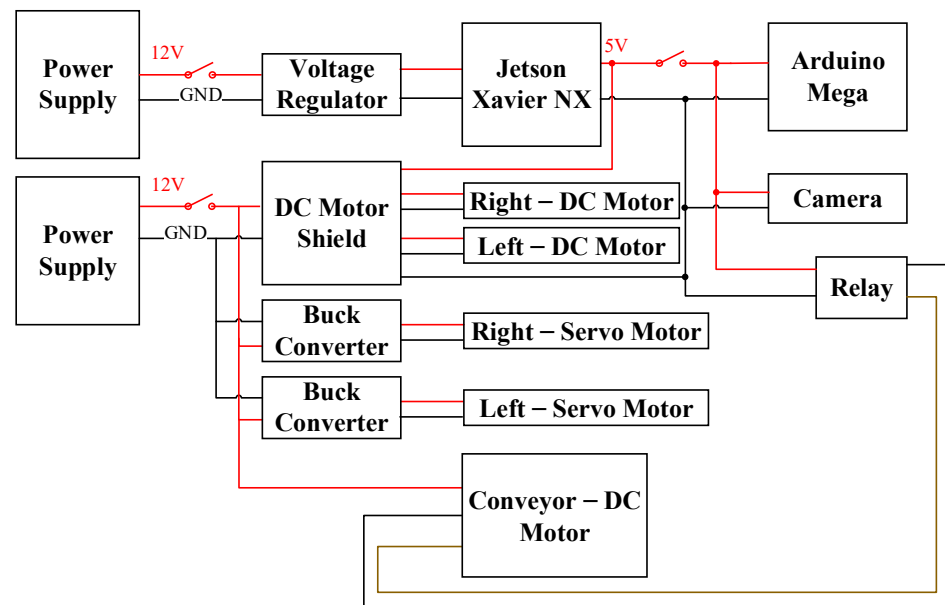 Power
Supply
12V
GND
Voltage
Regulator
Jetson
Xavier NX
5V
Arduino
Mega
Power
Supply
12V
GND
DC Motor
Shield
Right – DC Motor
Left – DC Motor
Camera
Relay
Buck
Converter
Right – Servo Motor
Buck
Converter
Left – Servo Motor
Conveyor – DC
Motor